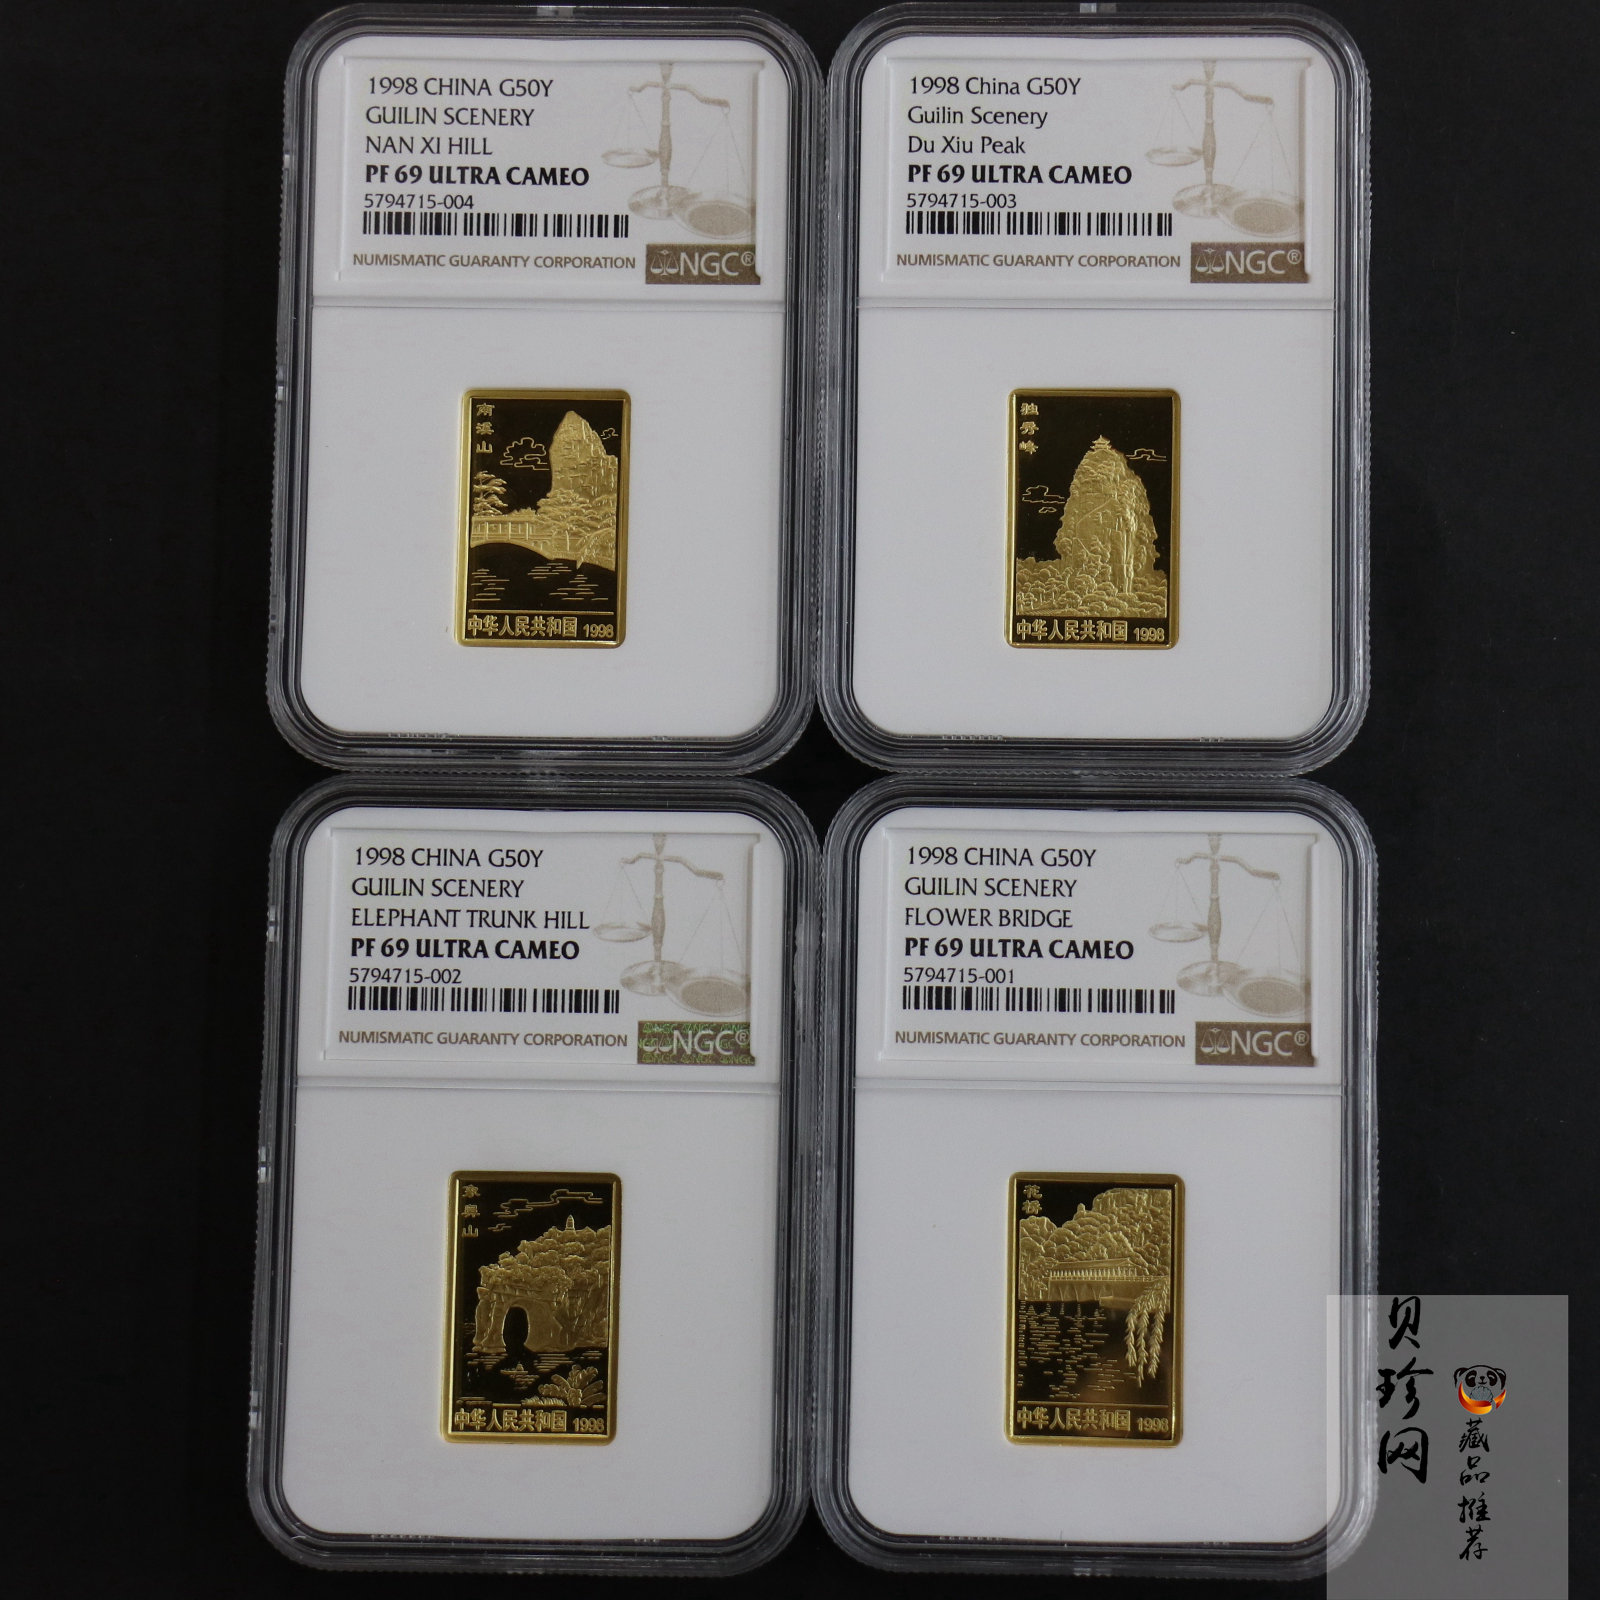 1998 CHINA G50Y
GUILIN SCENERY
NAN XI HILL
PF 69 ULTRA CAMEO
5794715-004
NUMISMATIC GUARANTY CORPORATION
NGC®
南溪山
中华人民共和国 1998
1998 China G50Y
Guilin Scenery
Du Xiu Peak
PF 69 ULTRA CAMEO
5794715-003
NUMISMATIC GUARANTY CORPORATION
NGC®
独秀峰
中华人民共和国 1998
1998 CHINA G50Y
GUILIN SCENERY
ELEPHANT TRUNK HILL
PF 69 ULTRA CAMEO
5794715-002
NUMISMATIC GUARANTY CORPORATION
NGC®
象鼻山
中华人民共和国 1998
1998 CHINA G50Y
GUILIN SCENERY
FLOWER BRIDGE
PF 69 ULTRA CAMEO
5794715-001
NUMISMATIC GUARANTY CORPORATION
NGC®
花桥
中华人民共和国 1998
贝珍网
藏品推荐